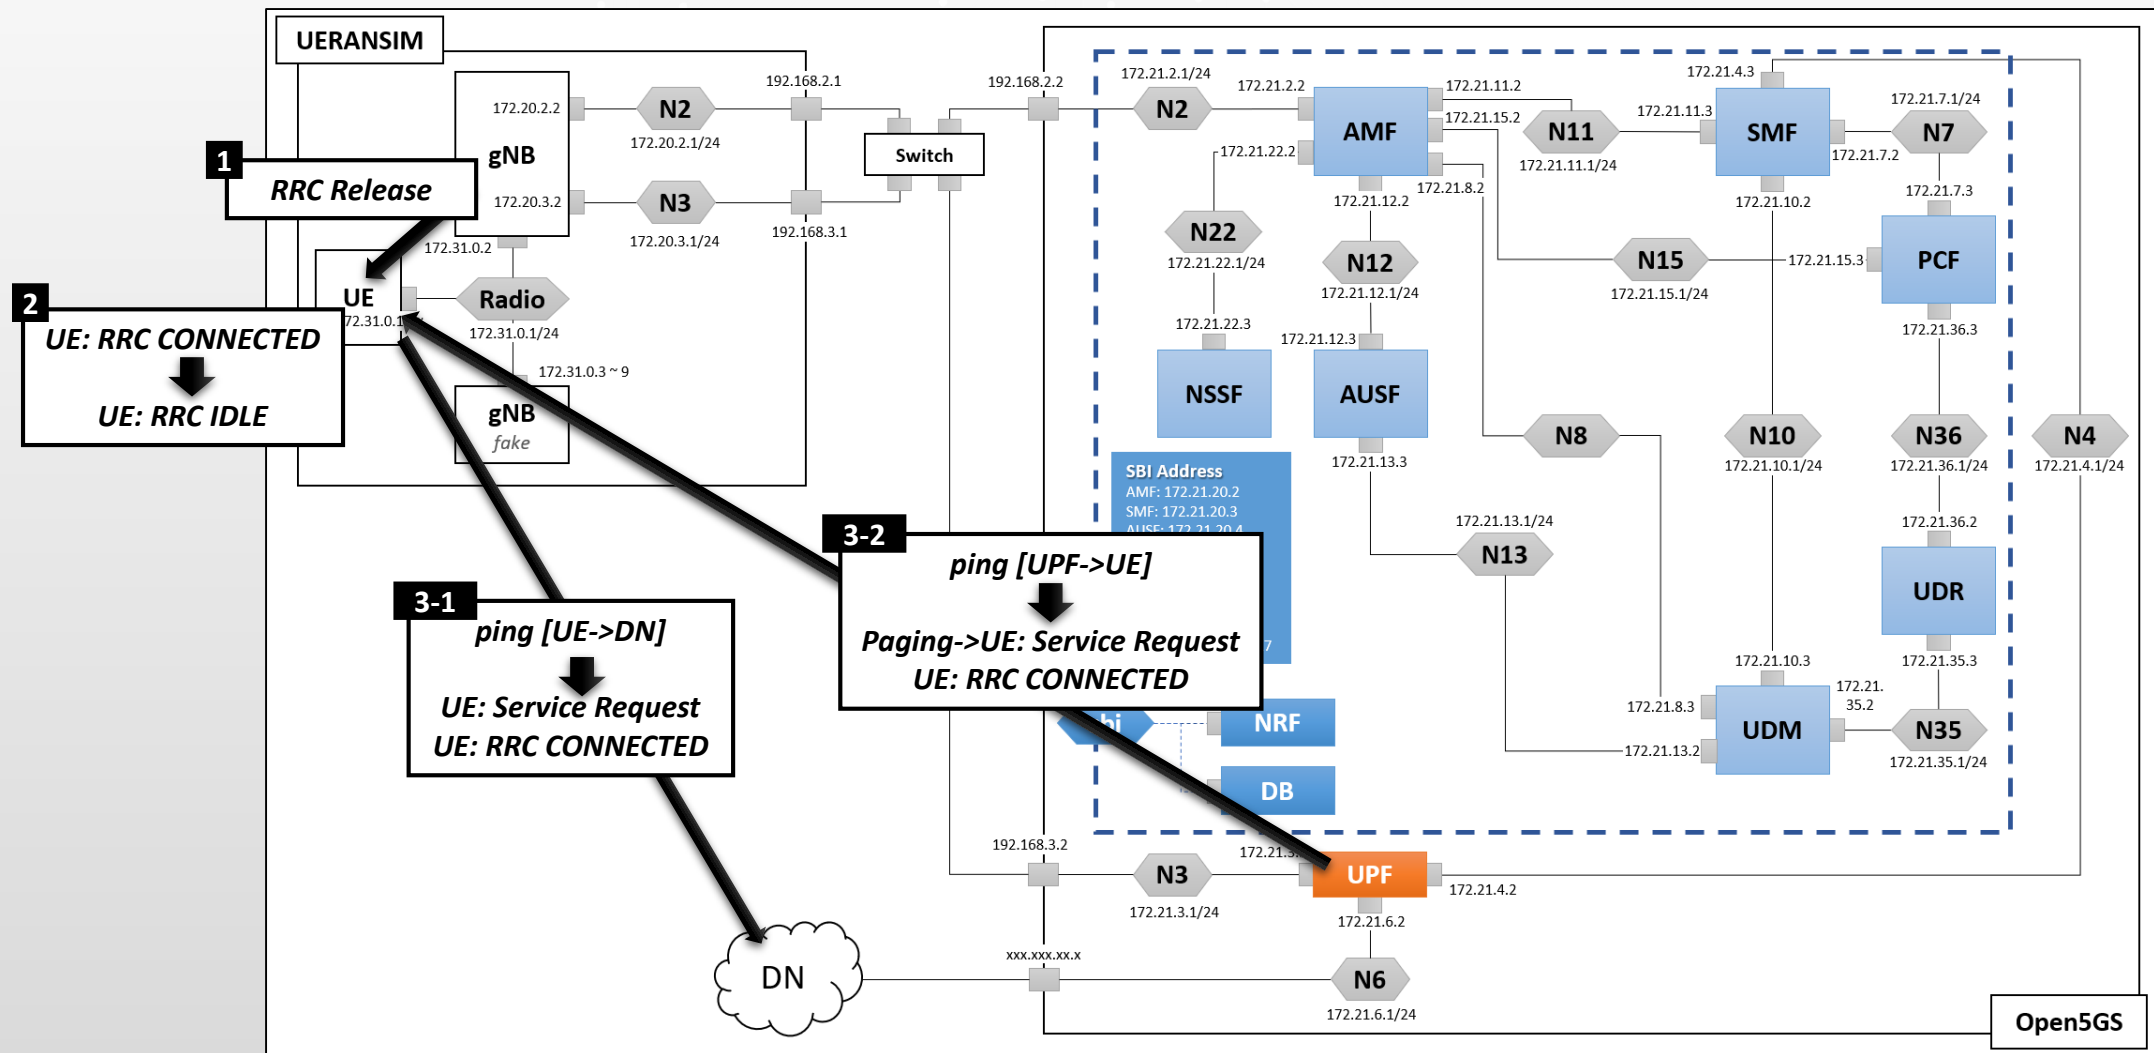 UERANSIM
192.168.2.1
192.168.2.2
172.21.2.1/24
172.21.2.2
172.21.11.2
172.21.4.3
172.21.7.1/24
172.20.2.2
N2
172.20.2.1/24
gNB
Switch
N2
AMF
172.21.15.2
N11
172.21.11.1/24
172.21.11.3
SMF
N7
172.21.7.2
1
RRC Release
172.20.3.2
N3
172.20.3.1/24
192.168.3.1
172.21.22.2
172.21.8.2
172.21.12.2
172.21.10.2
172.21.7.3
172.31.0.2
N22
172.21.22.1/24
N12
172.21.12.1/24
N15
172.21.15.1/24
172.21.15.3
PCF
2
UE: RRC CONNECTED
UE: RRC IDLE
UE
Radio
172.31.0.1/24
172.21.22.3
172.21.12.3
172.21.36.3
172.31.0.3 ~ 9
gNB
fake
NSSF
AUSF
172.21.13.3
N8
N10
172.21.10.1/24
N36
172.21.36.1/24
N4
172.21.4.1/24
SBI Address
AMF: 172.21.20.2
SMF: 172.21.20.3
AUSF: 172.21.20.4
7
172.21.13.1/24
N13
172.21.36.2
UDR
172.21.35.3
3-2
ping [UPF->UE]
Paging->UE: Service Request
UE: RRC CONNECTED
3-1
ping [UE->DN]
UE: Service Request
UE: RRC CONNECTED
NRF
DB
172.21.10.3
172.21.8.3
172.21.13.2
UDM
172.21.
35.2
N35
172.21.35.1/24
192.168.3.2
N3
172.21.3.1/24
UPF
172.21.4.2
172.21.6.2
DN
xxx.xxx.xx.x
N6
172.21.6.1/24
Open5GS